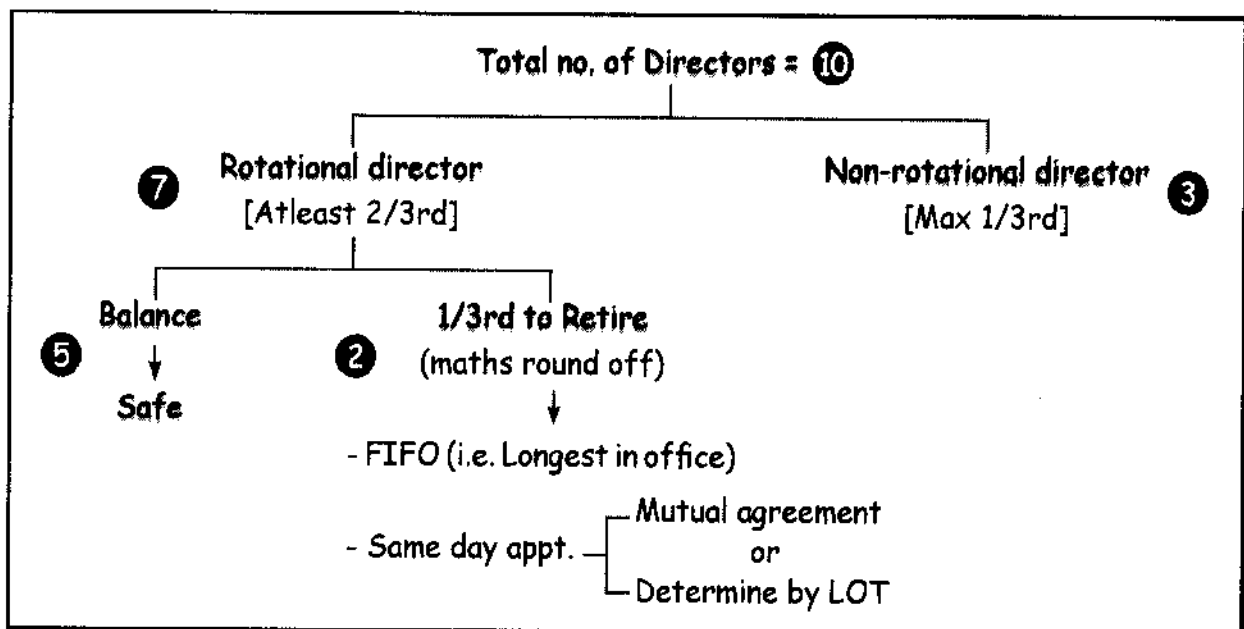 Total no. of Directors = 10
7 Rotational director
[Atleast 2/3rd]
Non-rotational director 3
[Max 1/3rd]
Balance
5
Safe
1/3rd to Retire
2 (maths round off)
- FIFO (i.e. Longest in office)
- Same day appt.
Mutual agreement
or
Determine by LOT